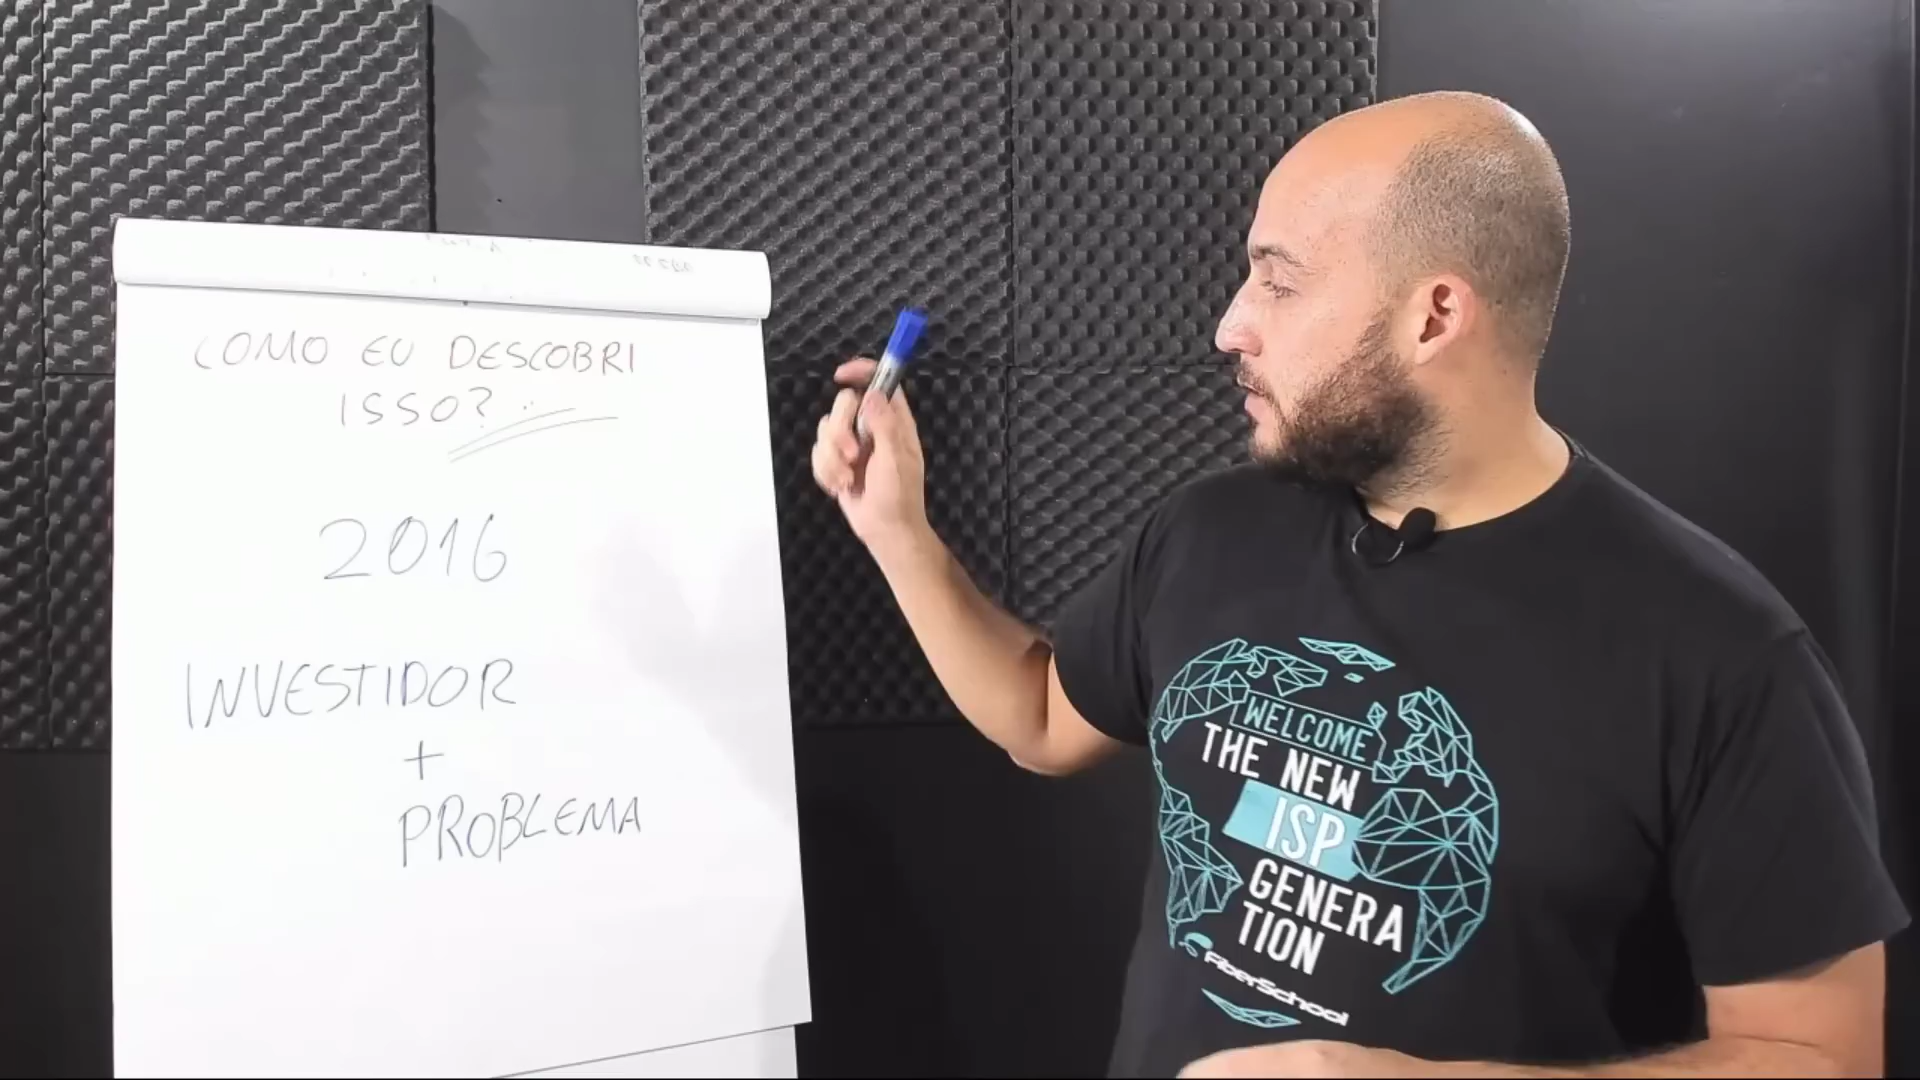 COMO EU DESCOBRI
ISSO?
2016
INVESTIDOR
+
PROBLEMA
WELCOME
THE NEW
ISP
GENERA
TION
FiberSchool